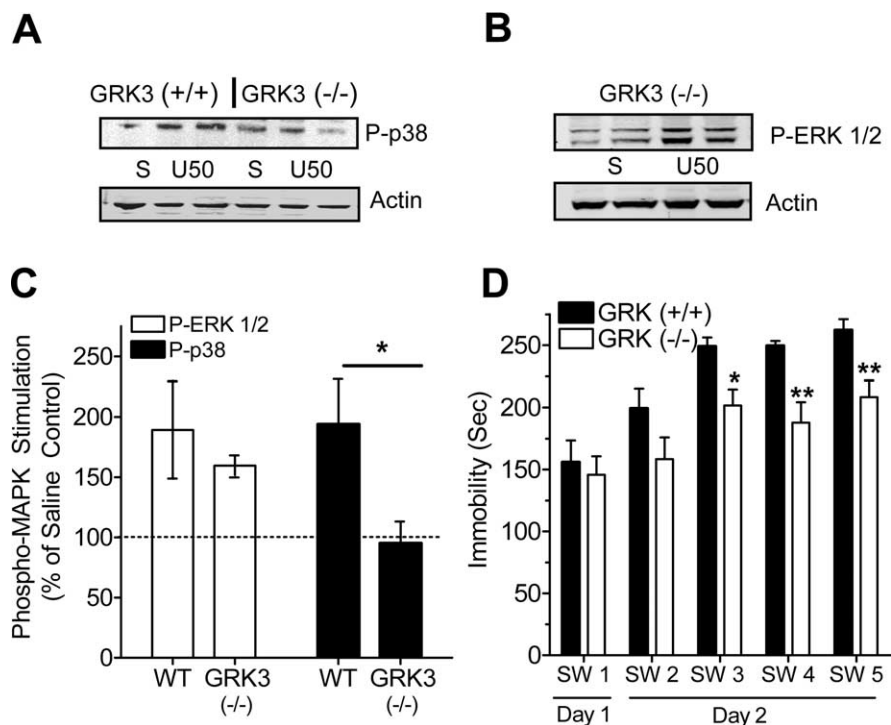 A
GRK3 (+/+) | GRK3 (-/-)
P-p38
S U50 S U50
Actin
B
GRK3 (-/-)
P-ERK 1/2
S U50
Actin
C
P-ERK 1/2
P-p38
*
Phospho-MAPK Stimulation
(% of Saline Control)
250
200
150
100
50
0
WT GRK3 WT GRK3
(-/-) (-/-)
D
GRK (+/+)
GRK (-/-)
* ** **
Immobility (Sec)
250
200
150
100
50
0
SW 1 SW 2 SW 3 SW 4 SW 5
Day 1 Day 2